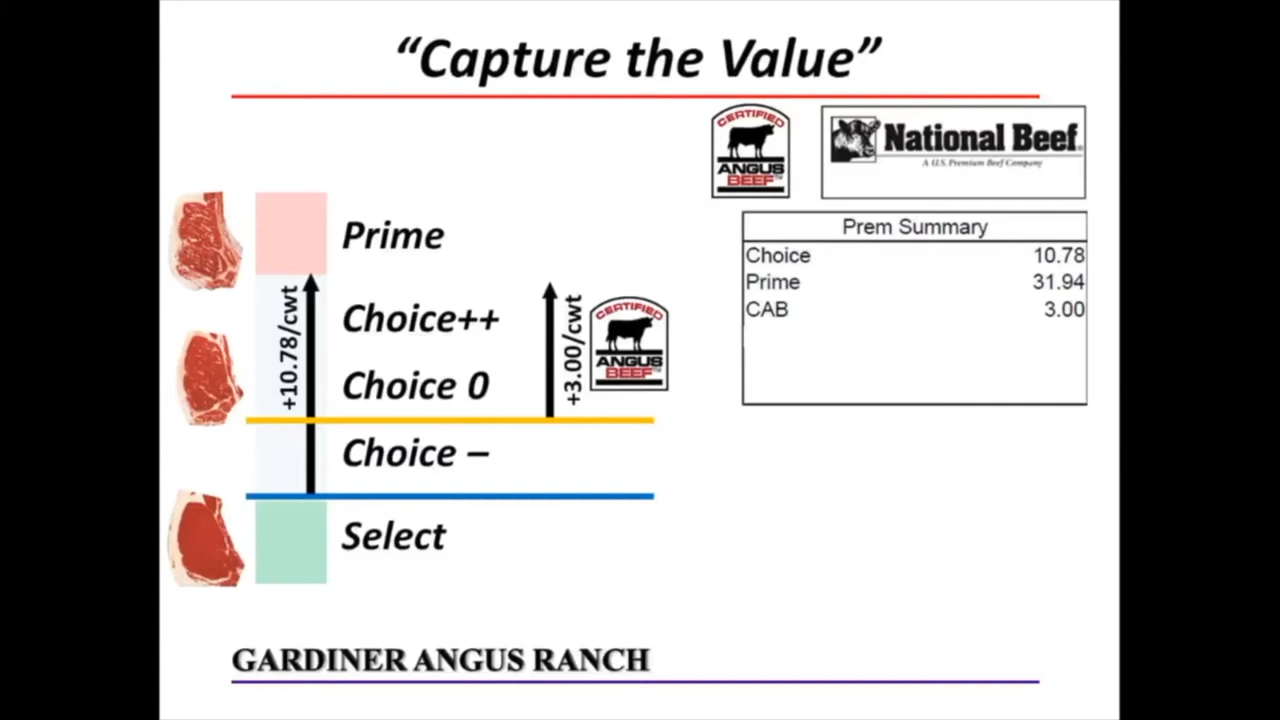 “Capture the Value”
CERTIFIED
ANGUS
BEEF™
National Beef®
A U.S. Premium Beef Company
Prem Summary
Choice 10.78
Prime 31.94
CAB 3.00
Prime
Choice++
Choice 0
Choice –
Select
+10.78/cwt
+3.00/cwt
CERTIFIED
ANGUS
BEEF™
GARDINER ANGUS RANCH